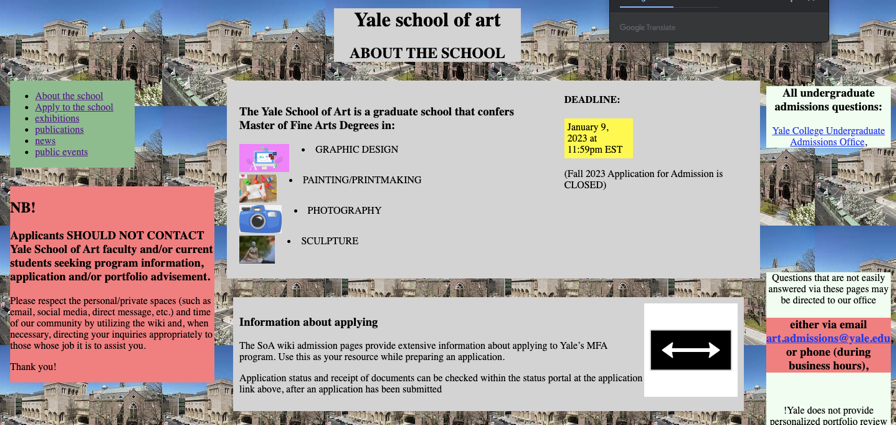 Yale school of art
ABOUT THE SCHOOL
Google Translate
About the school
Apply to the school
exhibitions
publications
news
public events
NB!
Applicants SHOULD NOT CONTACT
Yale School of Art faculty and/or current
students seeking program information,
application and/or portfolio advisement.
Please respect the personal/private spaces (such as
email, social media, direct message, etc.) and time
of our community by utilizing the wiki and, when
necessary, directing your inquiries appropriately to
those whose job it is to assist you.
Thank you!
The Yale School of Art is a graduate school that confers
Master of Fine Arts Degrees in:
GRAPHIC DESIGN
PAINTING/PRINTMAKING
PHOTOGRAPHY
SCULPTURE
DEADLINE:
January 9,
2023 at
11:59pm EST
(Fall 2023 Application for Admission is
CLOSED)
Information about applying
The SoA wiki admission pages provide extensive information about applying to Yale's MFA
program. Use this as your resource while preparing an application.
Application status and receipt of documents can be checked within the status portal at the application
link above, after an application has been submitted
All undergraduate
admissions questions:
Yale College Undergraduate
Admissions Office,
Questions that are not easily
answered via these pages may
be directed to our office
either via email
art.admissions@yale.edu,
or phone (during
business hours),
!Yale does not provide
personalized portfolio review